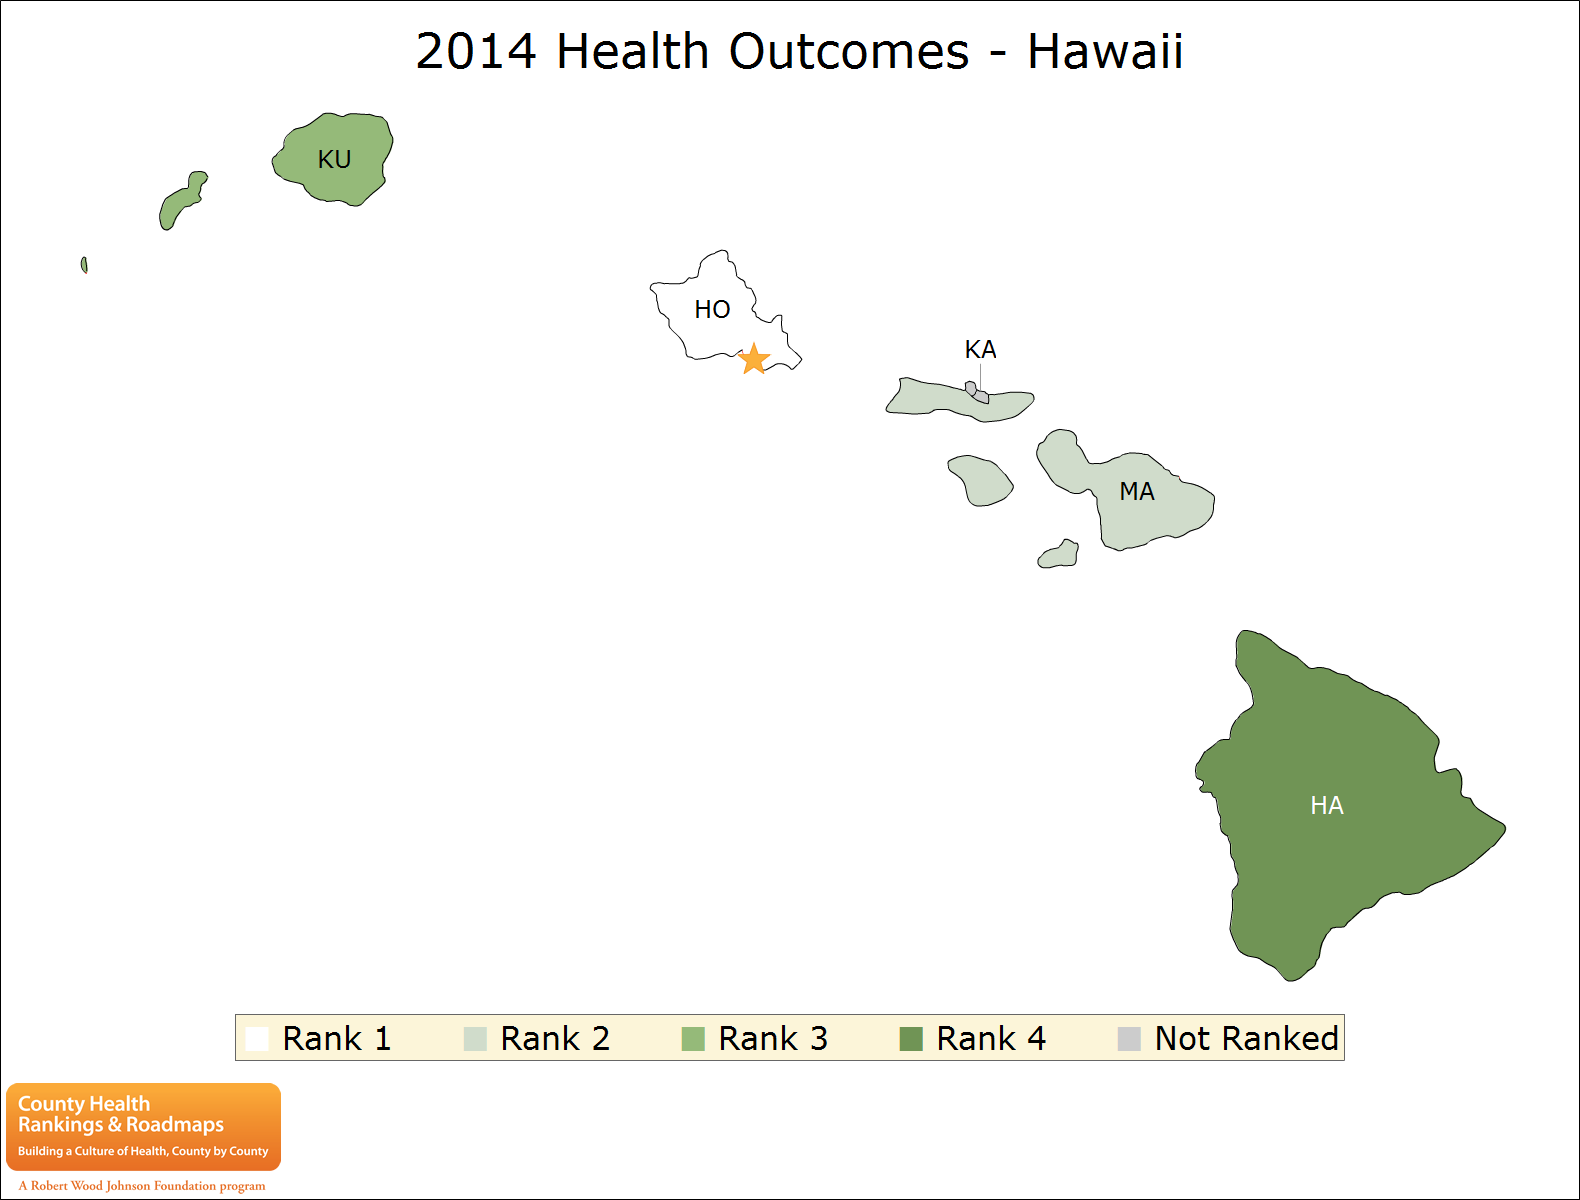 2014 Health Outcomes - Hawaii
KU
HO
KA
MA
HA
Rank 1 Rank 2 Rank 3 Rank 4 Not Ranked
County Health
Rankings & Roadmaps
Building a Culture of Health, County by County
A Robert Wood Johnson Foundation program